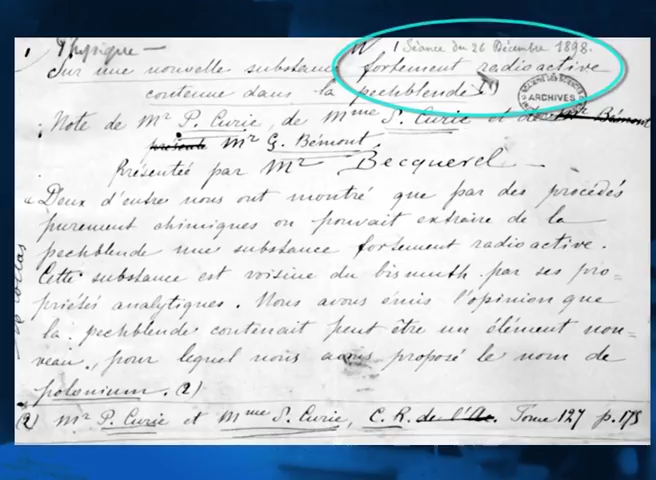 Physique — N° 1 Séance du 26 Décembre 1898.
Sur une nouvelle substance fortement radioactive
contenue dans la pechblende (1)
ARCHIVES
Note de Mr P. Curie, de Mme S. Curie et de Mr Bémont
Mr G. Bémont
Présentée par Mr Becquerel —
« Deux d'entre nous ont montré que par des procédés
purement chimiques on pouvait extraire de la
pechblende une substance fortement radioactive.
Cette substance est voisine du bismuth par ses pro=
priétés analytiques. Nous avons émis l'opinion que
la pechblende contenait peut être un élément nou=
veau, pour lequel nous avons proposé le nom de
polonium. (2)
(2) Mr P. Curie et Mme S. Curie, C. R. de l'Ac. Tome 127 p. 175